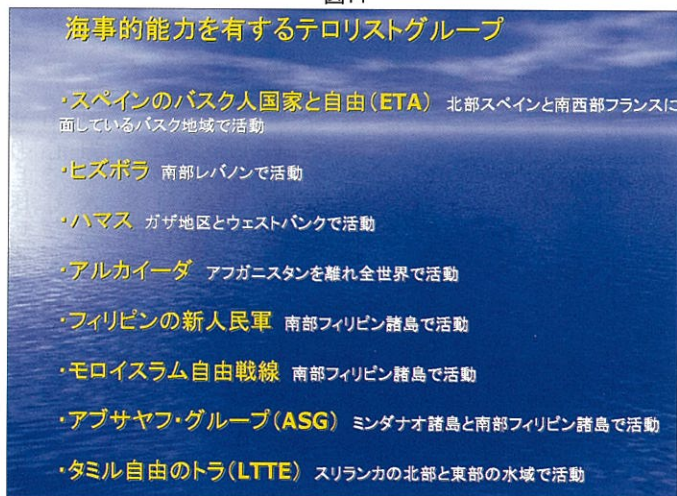 海事的能力を有するテロリストグループ
・スペインのバスク人国家と自由(ETA) 北部スペインと南西部フランスに
面しているバスク地域で活動
・ヒズボラ 南部レバノンで活動
・ハマス ガザ地区とウェストバンクで活動
・アルカイーダ アフガニスタンを離れ全世界で活動
・フィリピンの新人民軍 南部フィリピン諸島で活動
・モロイスラム自由戦線 南部フィリピン諸島で活動
・アブサヤフ・グループ(ASG) ミンダナオ諸島と南部フィリピン諸島で活動
・タミル自由のトラ(LTTE) スリランカの北部と東部の水域で活動